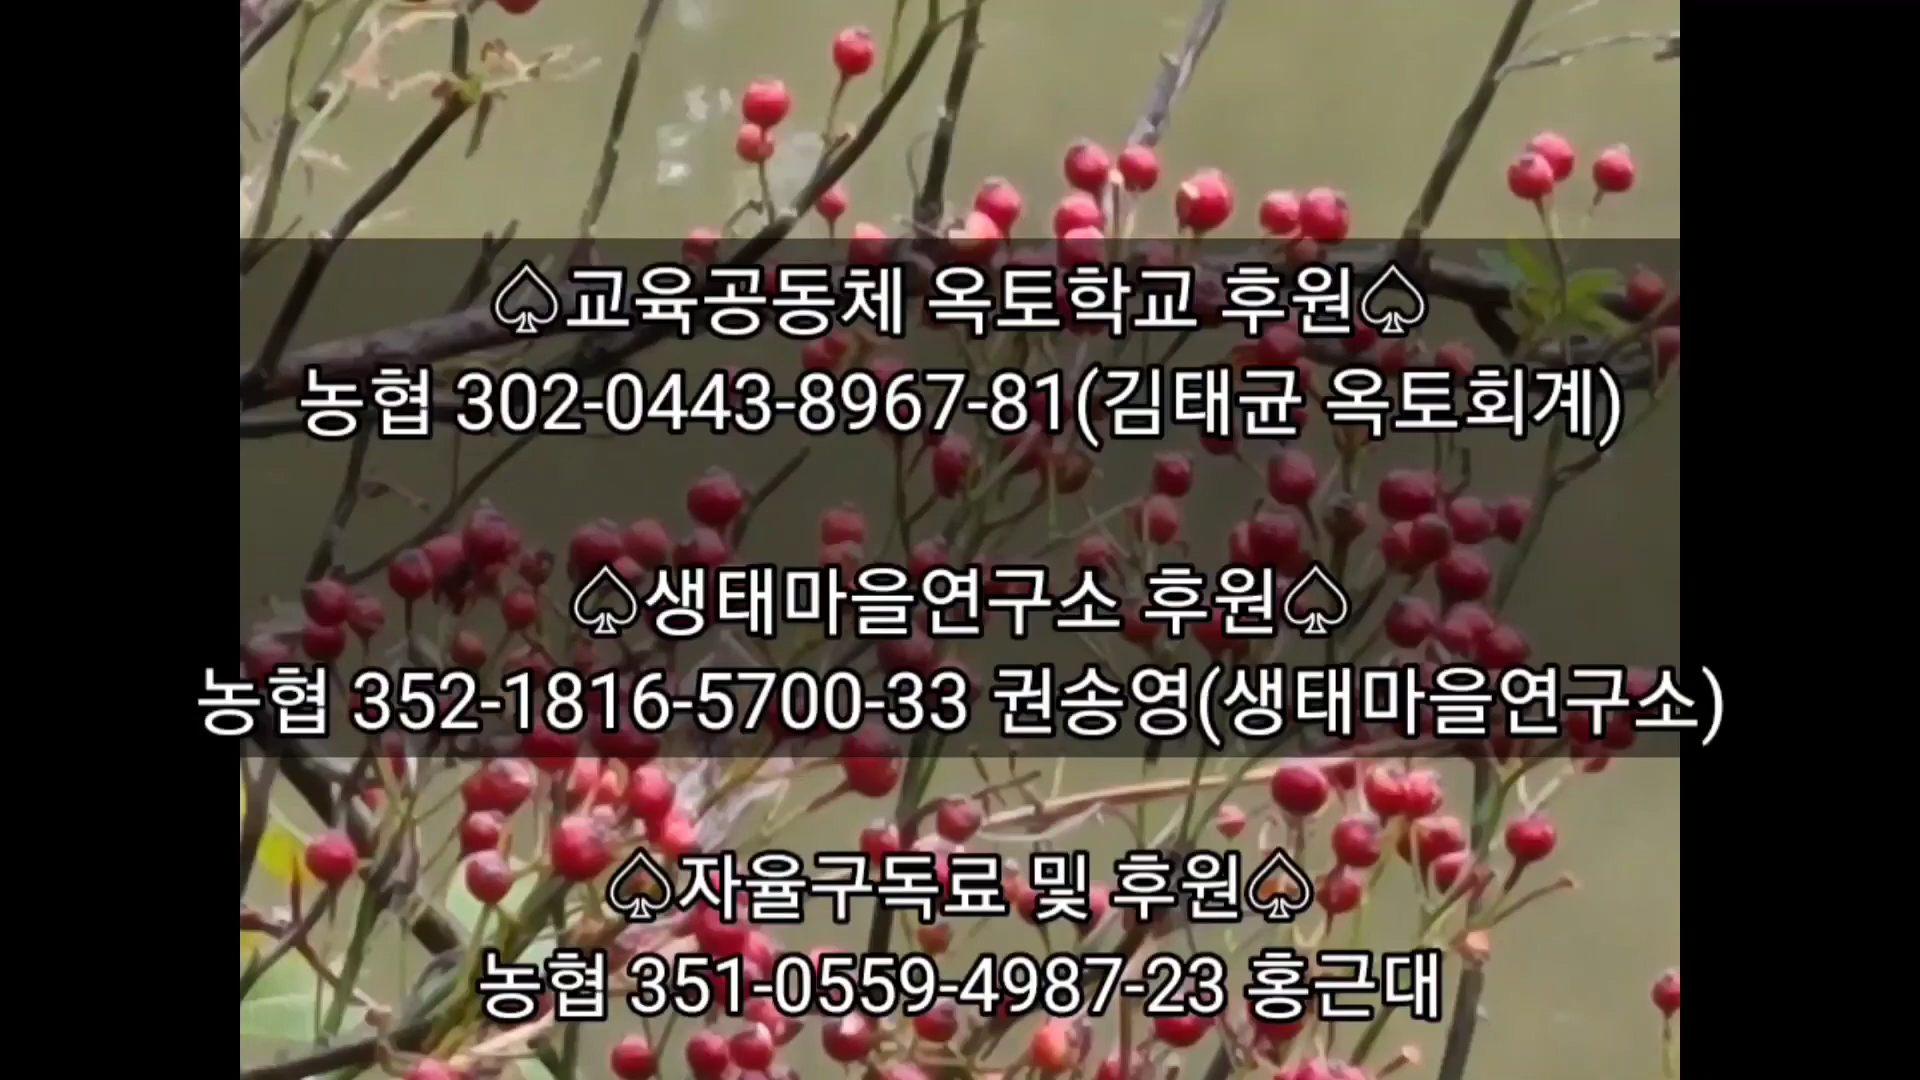 ♤교육공동체 옥토학교 후원♤
농협 302-0443-8967-81(김태균 옥토회계)
♤생태마을연구소 후원♤
농협 352-1816-5700-33 권송영(생태마을연구소)
♤자율구독료 및 후원♤
농협 351-0559-4987-23 홍근대